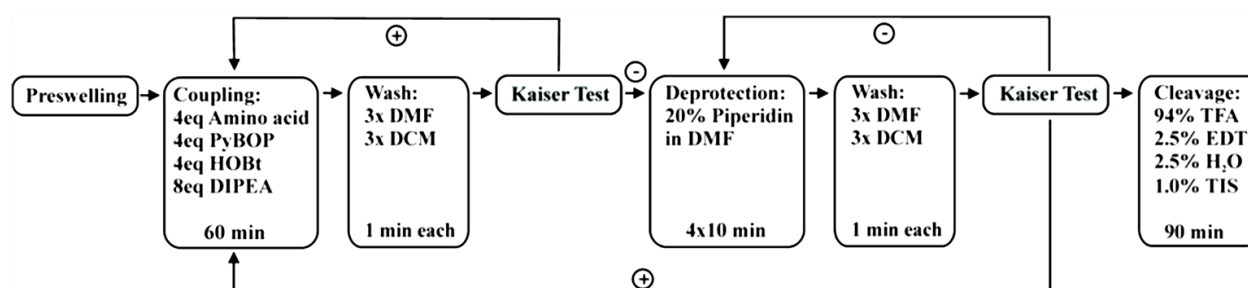 Preswelling
Coupling:
4eq Amino acid
4eq PyBOP
4eq HOBt
8eq DIPEA
60 min
Wash:
3x DMF
3x DCM
1 min each
Kaiser Test
+
-
Deprotection:
20% Piperidin
in DMF
4x10 min
Wash:
3x DMF
3x DCM
1 min each
Kaiser Test
-
+
Cleavage:
94% TFA
2.5% EDT
2.5% H₂O
1.0% TIS
90 min